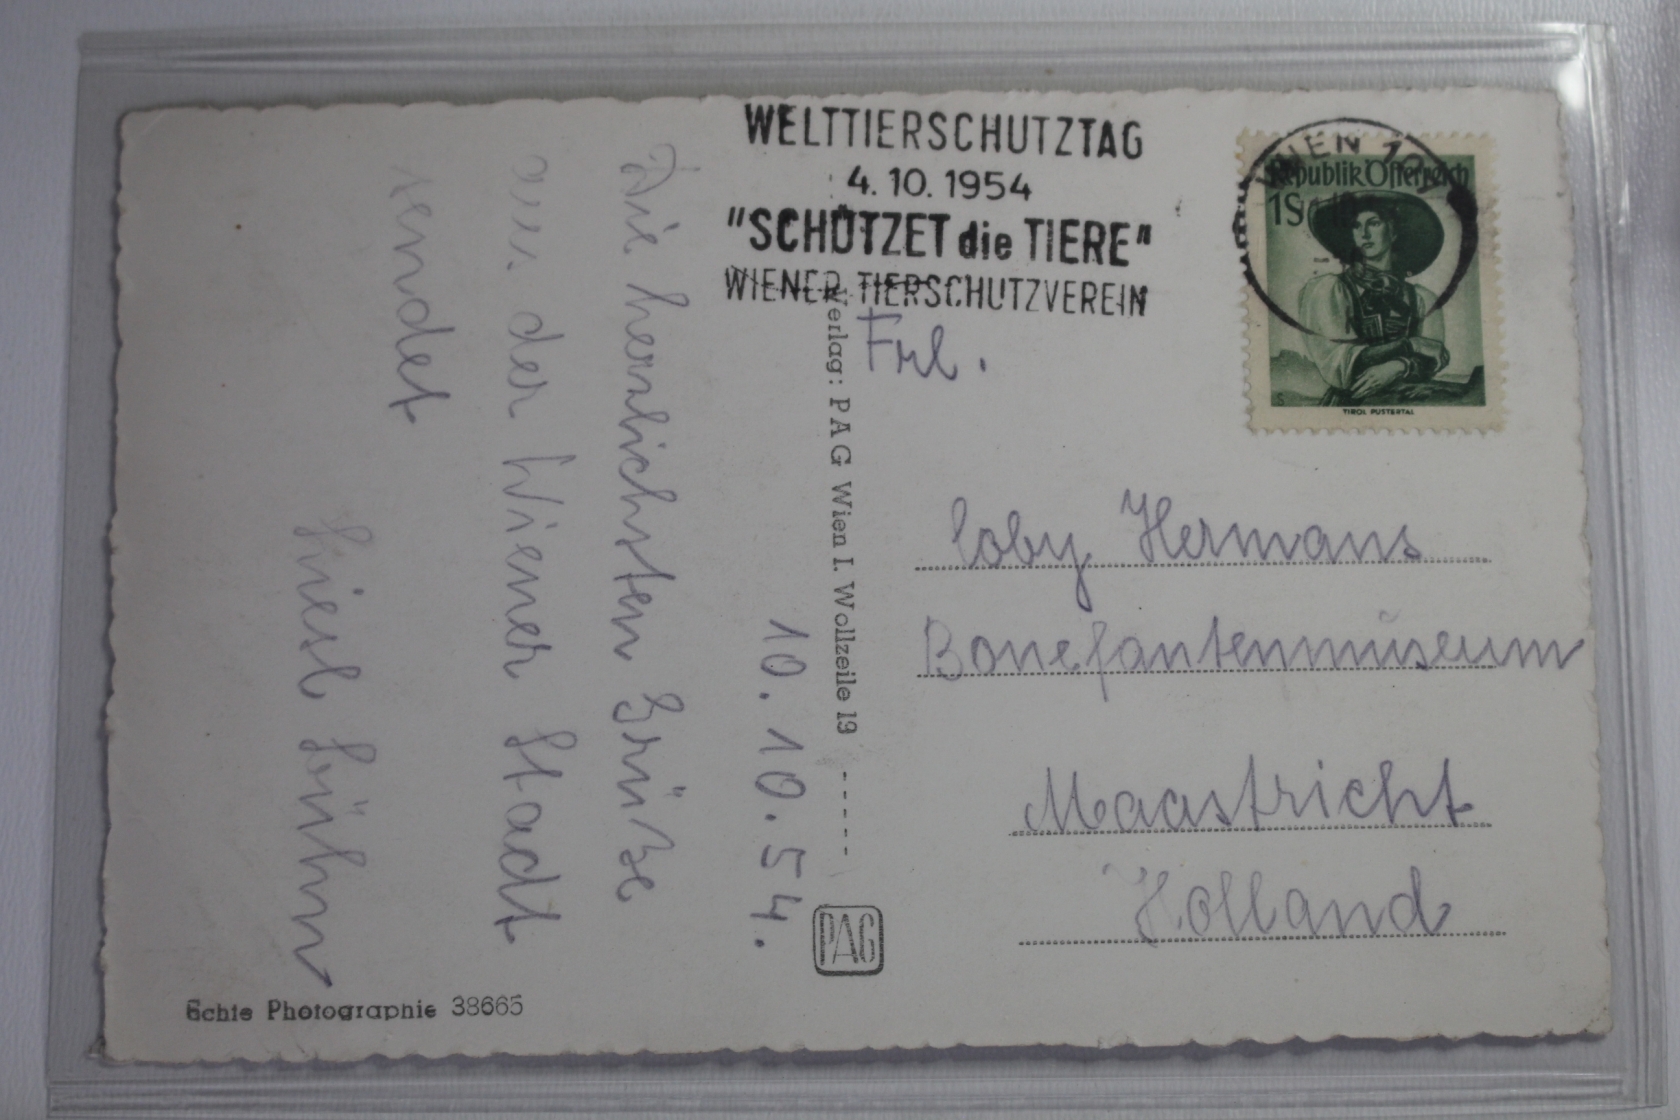 WELTTIERSCHUTZTAG
4.10.1954
"SCHÜTZET die TIERE"
WIENER TIERSCHUTZVEREIN
WIEN
Republik Österreich
1S
TIROL PUSTERTAL
Frl.
Coby Hermans
Bonefantenmüseum
Maastricht
Holland
Verlag: PAG Wien I. Wollzeile 19
PAG
10.10.54.
Die herzlichsten Grüße
aus der Wiener Stadt
sendet
Liesl
Echte Photographie 38665